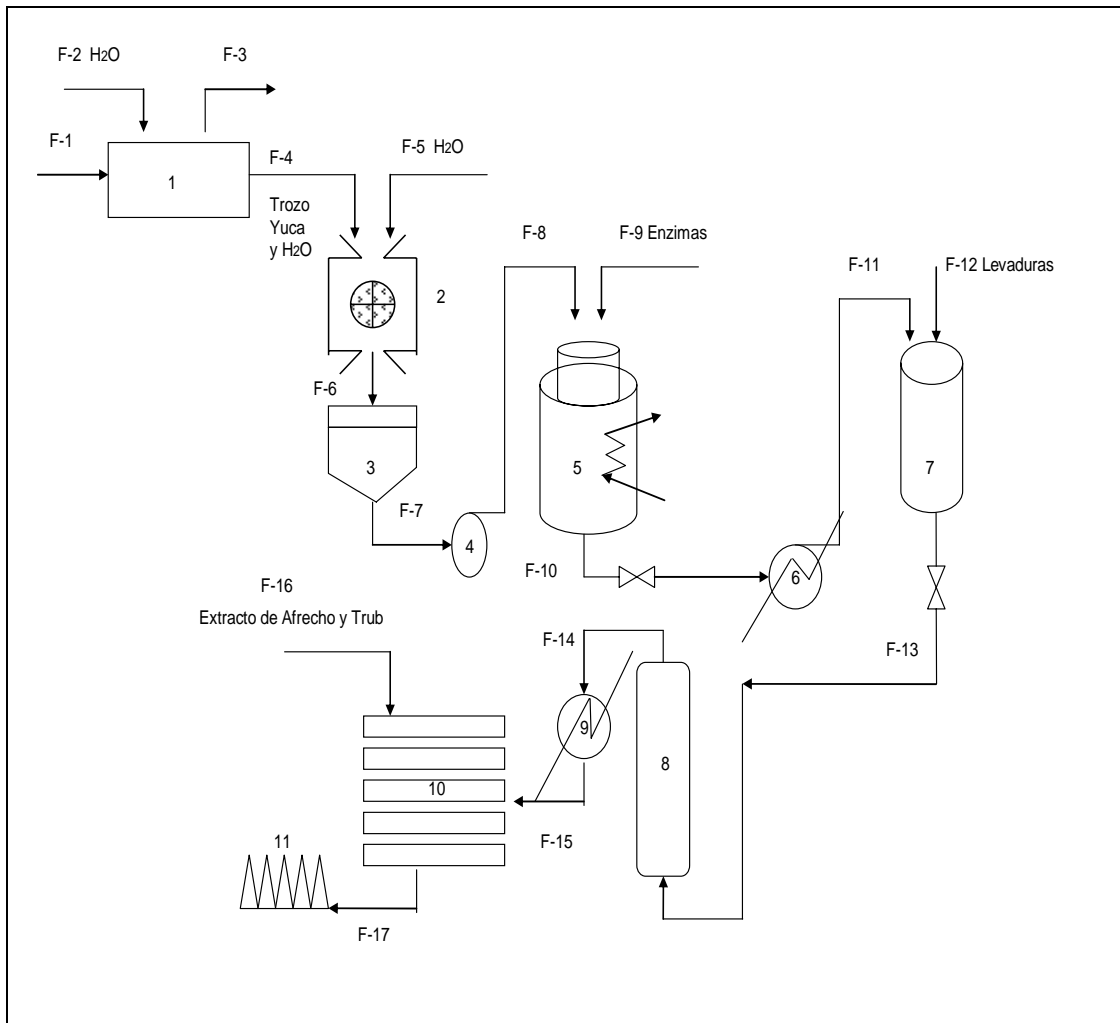 F-2 H2O
F-3
F-1
F-4
F-5 H2O
1
Trozo
Yuca
y H2O
F-8
F-9 Enzimas
F-11
F-12 Levaduras
2
F-6
3
5
7
F-7
4
F-10
6
F-16
Extracto de Afrecho y Trub
F-14
F-13
9
8
10
11
F-15
F-17